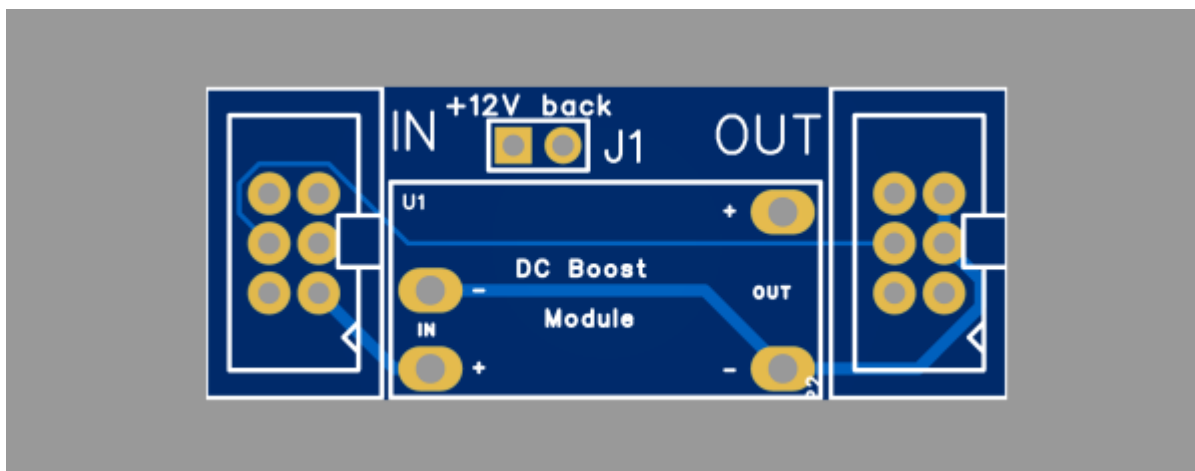 +12V back
IN
J1
OUT
U1
+
DC Boost
-
OUT
Module
IN
+
-